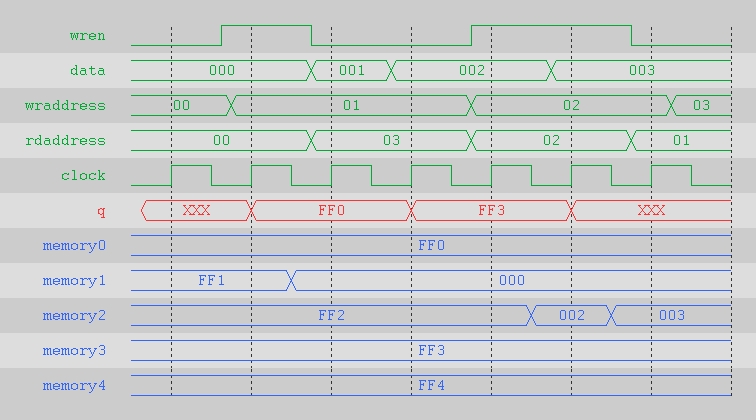 wren
data 000 001 002 003
wraddress 00 01 02 03
rdaddress 00 03 02 01
clock
q XXX FF0 FF3 XXX
memory0 FF0
memory1 FF1 000
memory2 FF2 002 003
memory3 FF3
memory4 FF4